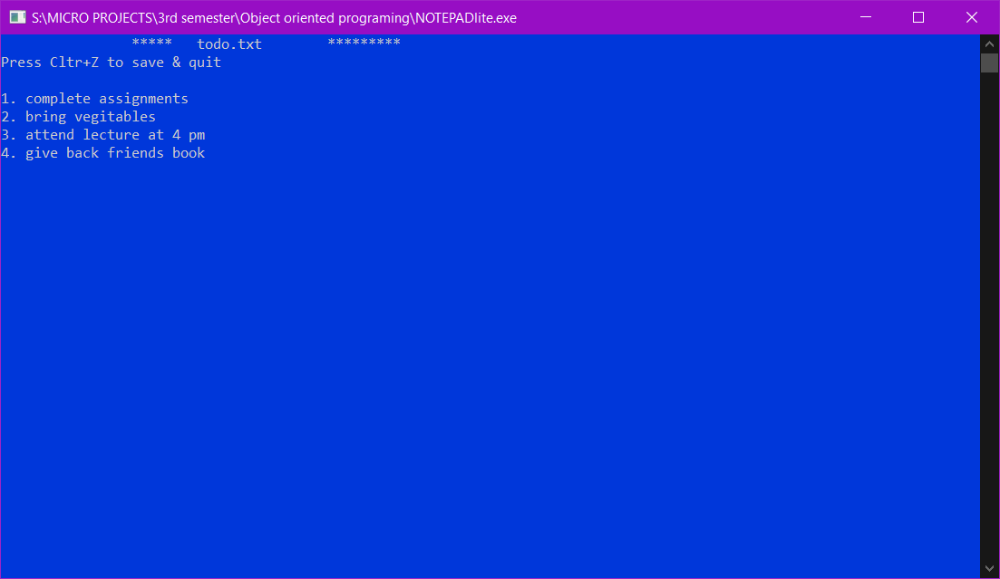 S:\MICRO PROJECTS\3rd semester\Object oriented programing\NOTEPADlite.exe
***** todo.txt *********
Press Cltr+Z to save & quit
1. complete assignments
2. bring vegitables
3. attend lecture at 4 pm
4. give back friends book